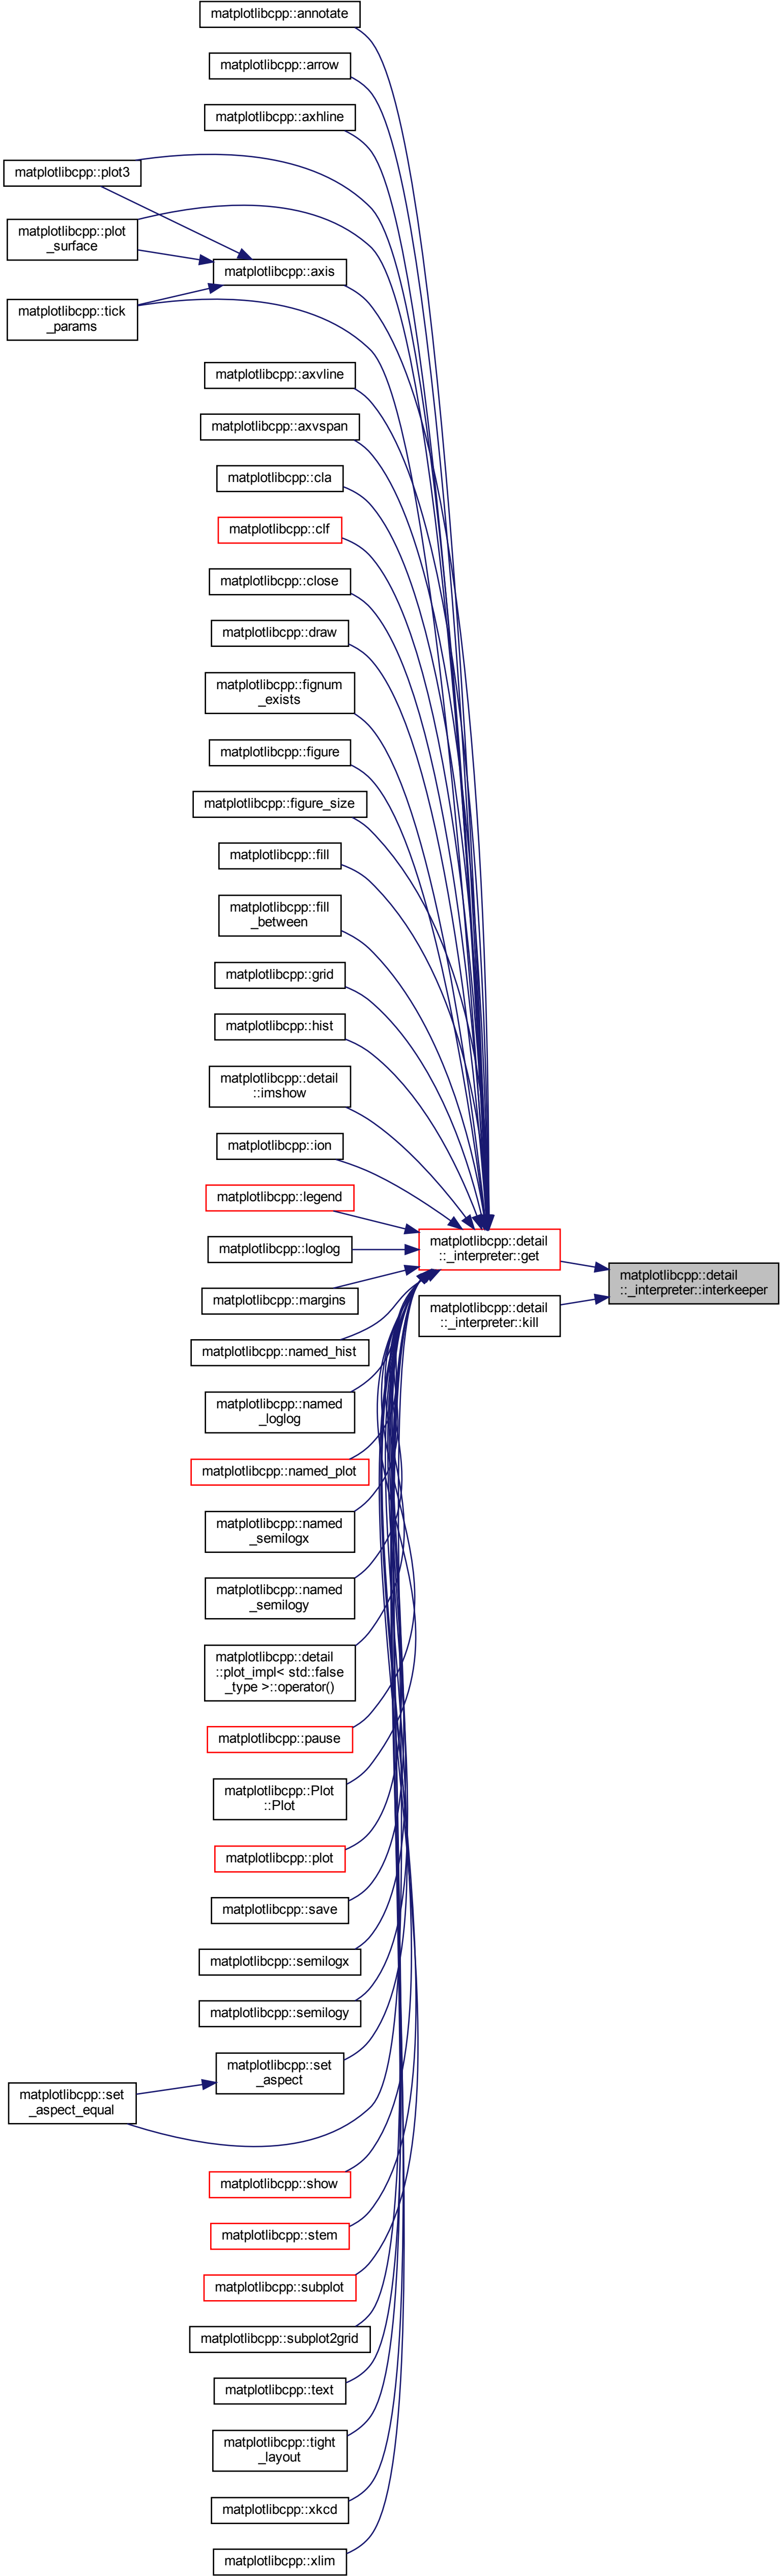 matplotlibcpp::annotate
matplotlibcpp::arrow
matplotlibcpp::axhline
matplotlibcpp::plot3
matplotlibcpp::plot
_surface
matplotlibcpp::axis
matplotlibcpp::tick
_params
matplotlibcpp::axvline
matplotlibcpp::axvspan
matplotlibcpp::cla
matplotlibcpp::clf
matplotlibcpp::close
matplotlibcpp::draw
matplotlibcpp::fignum
_exists
matplotlibcpp::figure
matplotlibcpp::figure_size
matplotlibcpp::fill
matplotlibcpp::fill
_between
matplotlibcpp::grid
matplotlibcpp::hist
matplotlibcpp::detail
::imshow
matplotlibcpp::ion
matplotlibcpp::legend
matplotlibcpp::loglog
matplotlibcpp::detail
::_interpreter::get
matplotlibcpp::detail
::_interpreter::interkeeper
matplotlibcpp::margins
matplotlibcpp::detail
::_interpreter::kill
matplotlibcpp::named_hist
matplotlibcpp::named
_loglog
matplotlibcpp::named_plot
matplotlibcpp::named
_semilogx
matplotlibcpp::named
_semilogy
matplotlibcpp::detail
::plot_impl< std::false
_type >::operator()
matplotlibcpp::pause
matplotlibcpp::Plot
::Plot
matplotlibcpp::plot
matplotlibcpp::save
matplotlibcpp::semilogx
matplotlibcpp::semilogy
matplotlibcpp::set
_aspect
matplotlibcpp::set
_aspect_equal
matplotlibcpp::show
matplotlibcpp::stem
matplotlibcpp::subplot
matplotlibcpp::subplot2grid
matplotlibcpp::text
matplotlibcpp::tight
_layout
matplotlibcpp::xkcd
matplotlibcpp::xlim